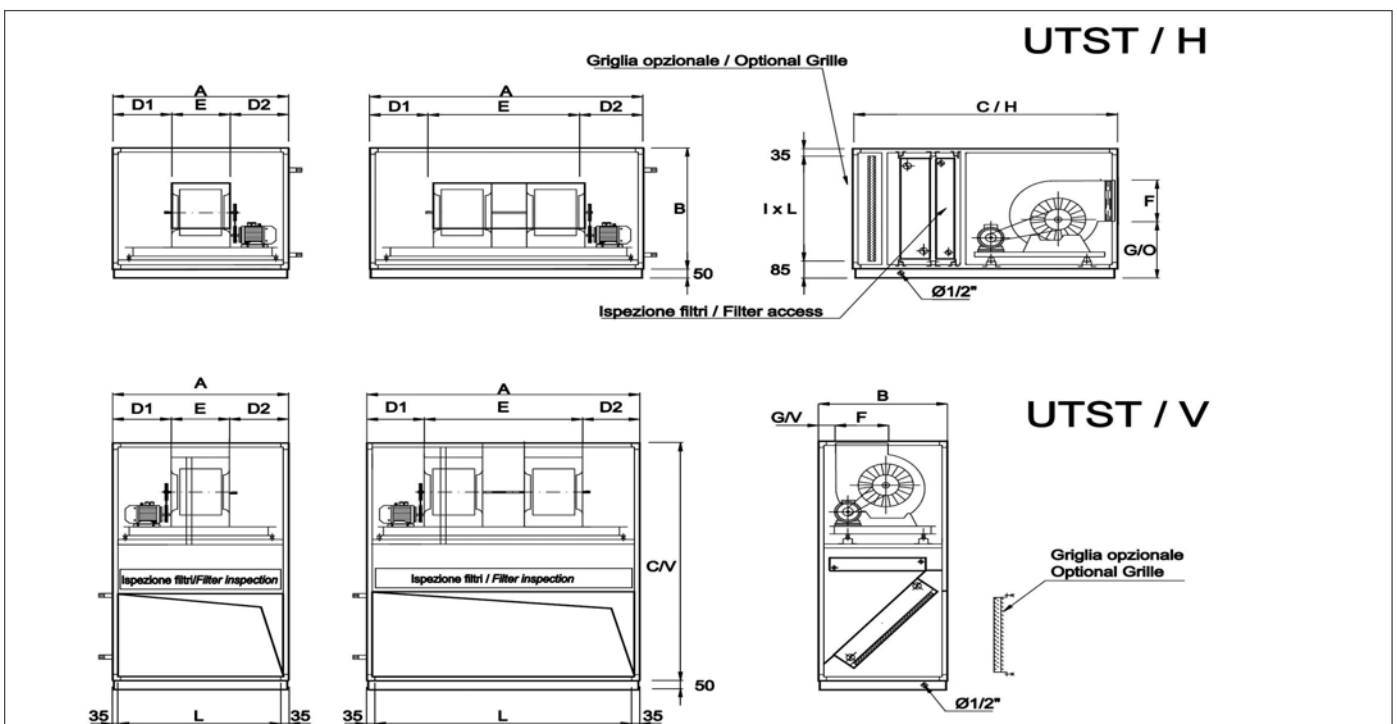 UTST / H
Griglia opzionale / Optional Grille
A
D1 E D2
A
D1 E D2
C / H
35
I x L
85
B
50
F
G/O
Ø1/2"
Ispezione filtri / Filter access
UTST / V
A
D1 E D2
A
D1 E D2
B
G/V F
C/V
Ispezione filtri/Filter inspection
Ispezione filtri / Filter inspection
Griglia opzionale
Optional Grille
50
Ø1/2"
35 L 35
35 L 35